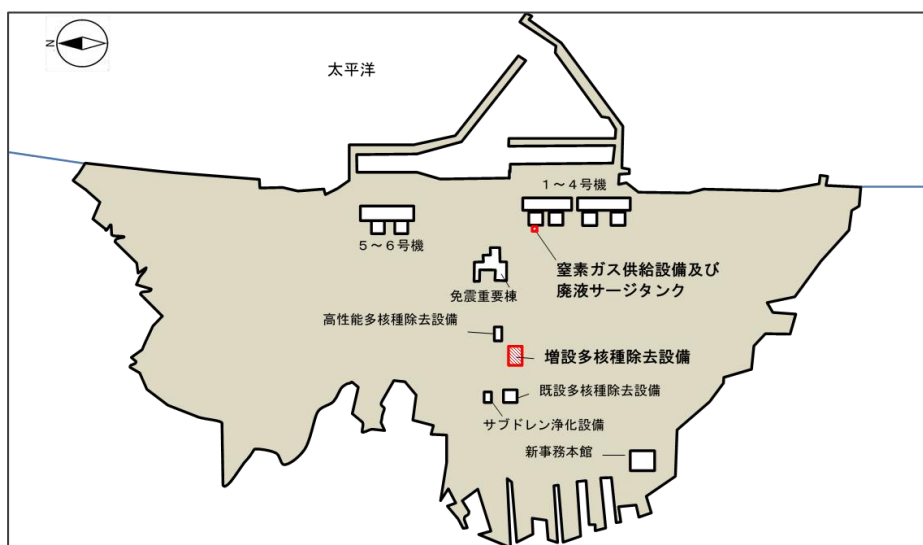 N
太平洋
1～4号機
5～6号機
窒素ガス供給設備及び
廃液サージタンク
免震重要棟
高性能多核種除去設備
増設多核種除去設備
既設多核種除去設備
サブドレン浄化設備
新事務本館